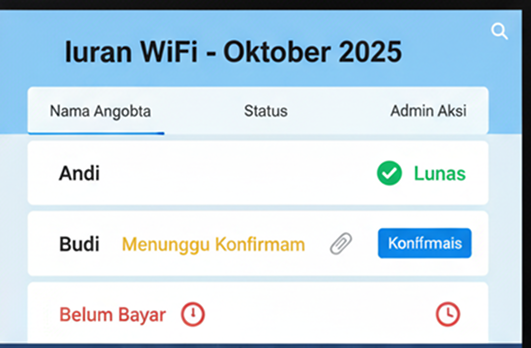 Iuran WiFi - Oktober 2025
Nama Angobta Status Admin Aksi
Andi Lunas
Budi Menunggu Konfirmam Konffrmais
Belum Bayar